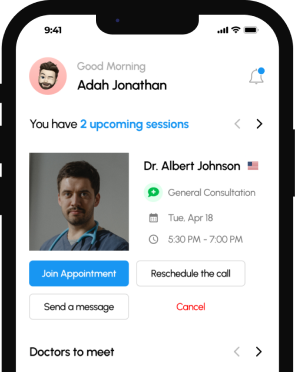 9:41
Good Morning
Adah Jonathan
You have 2 upcoming sessions
Dr. Albert Johnson
General Consultation
Tue, Apr 18
5:30 PM - 7:00 PM
Join Appointment
Reschedule the call
Send a message
Cancel
Doctors to meet